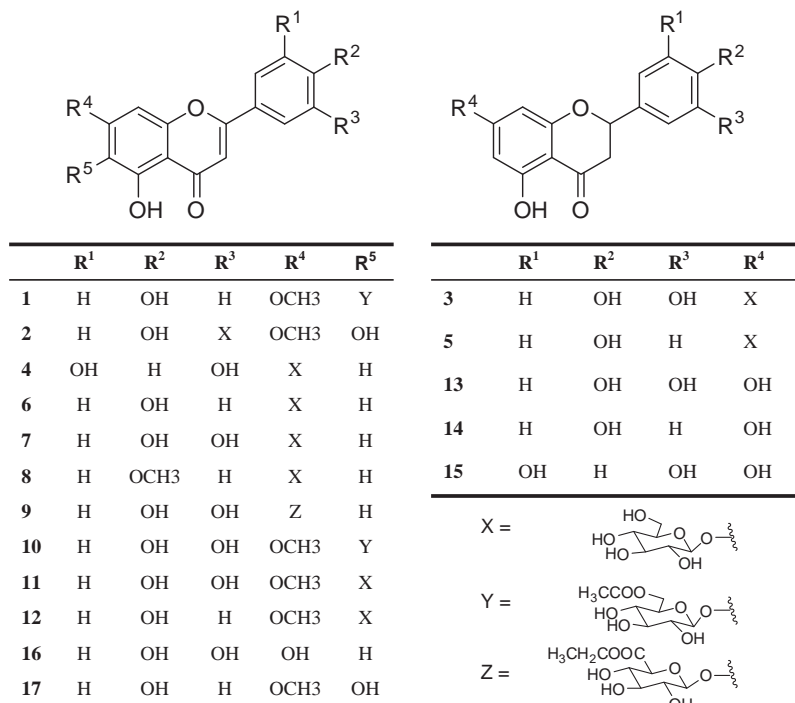 R¹
R²
R³
R⁴
O
R⁵
OH
O
R¹
R²
R³
R⁴
O
OH
O
R¹ R² R³ R⁴ R⁵
1 H OH H OCH3 Y
2 H OH X OCH3 OH
4 OH H OH X H
6 H OH H X H
7 H OH OH X H
8 H OCH3 H X H
9 H OH OH Z H
10 H OH OH OCH3 Y
11 H OH OH OCH3 X
12 H OH H OCH3 X
16 H OH OH OH H
17 H OH H OCH3 OH
R¹ R² R³ R⁴
3 H OH OH X
5 H OH H X
13 H OH OH OH
14 H OH H OH
15 OH H OH OH
X =
HO
HO O O
HO
OH
Y =
H₃CCOO
HO O O
HO
OH
Z =
H₃CH₂COOC
HO O O
HO
OH